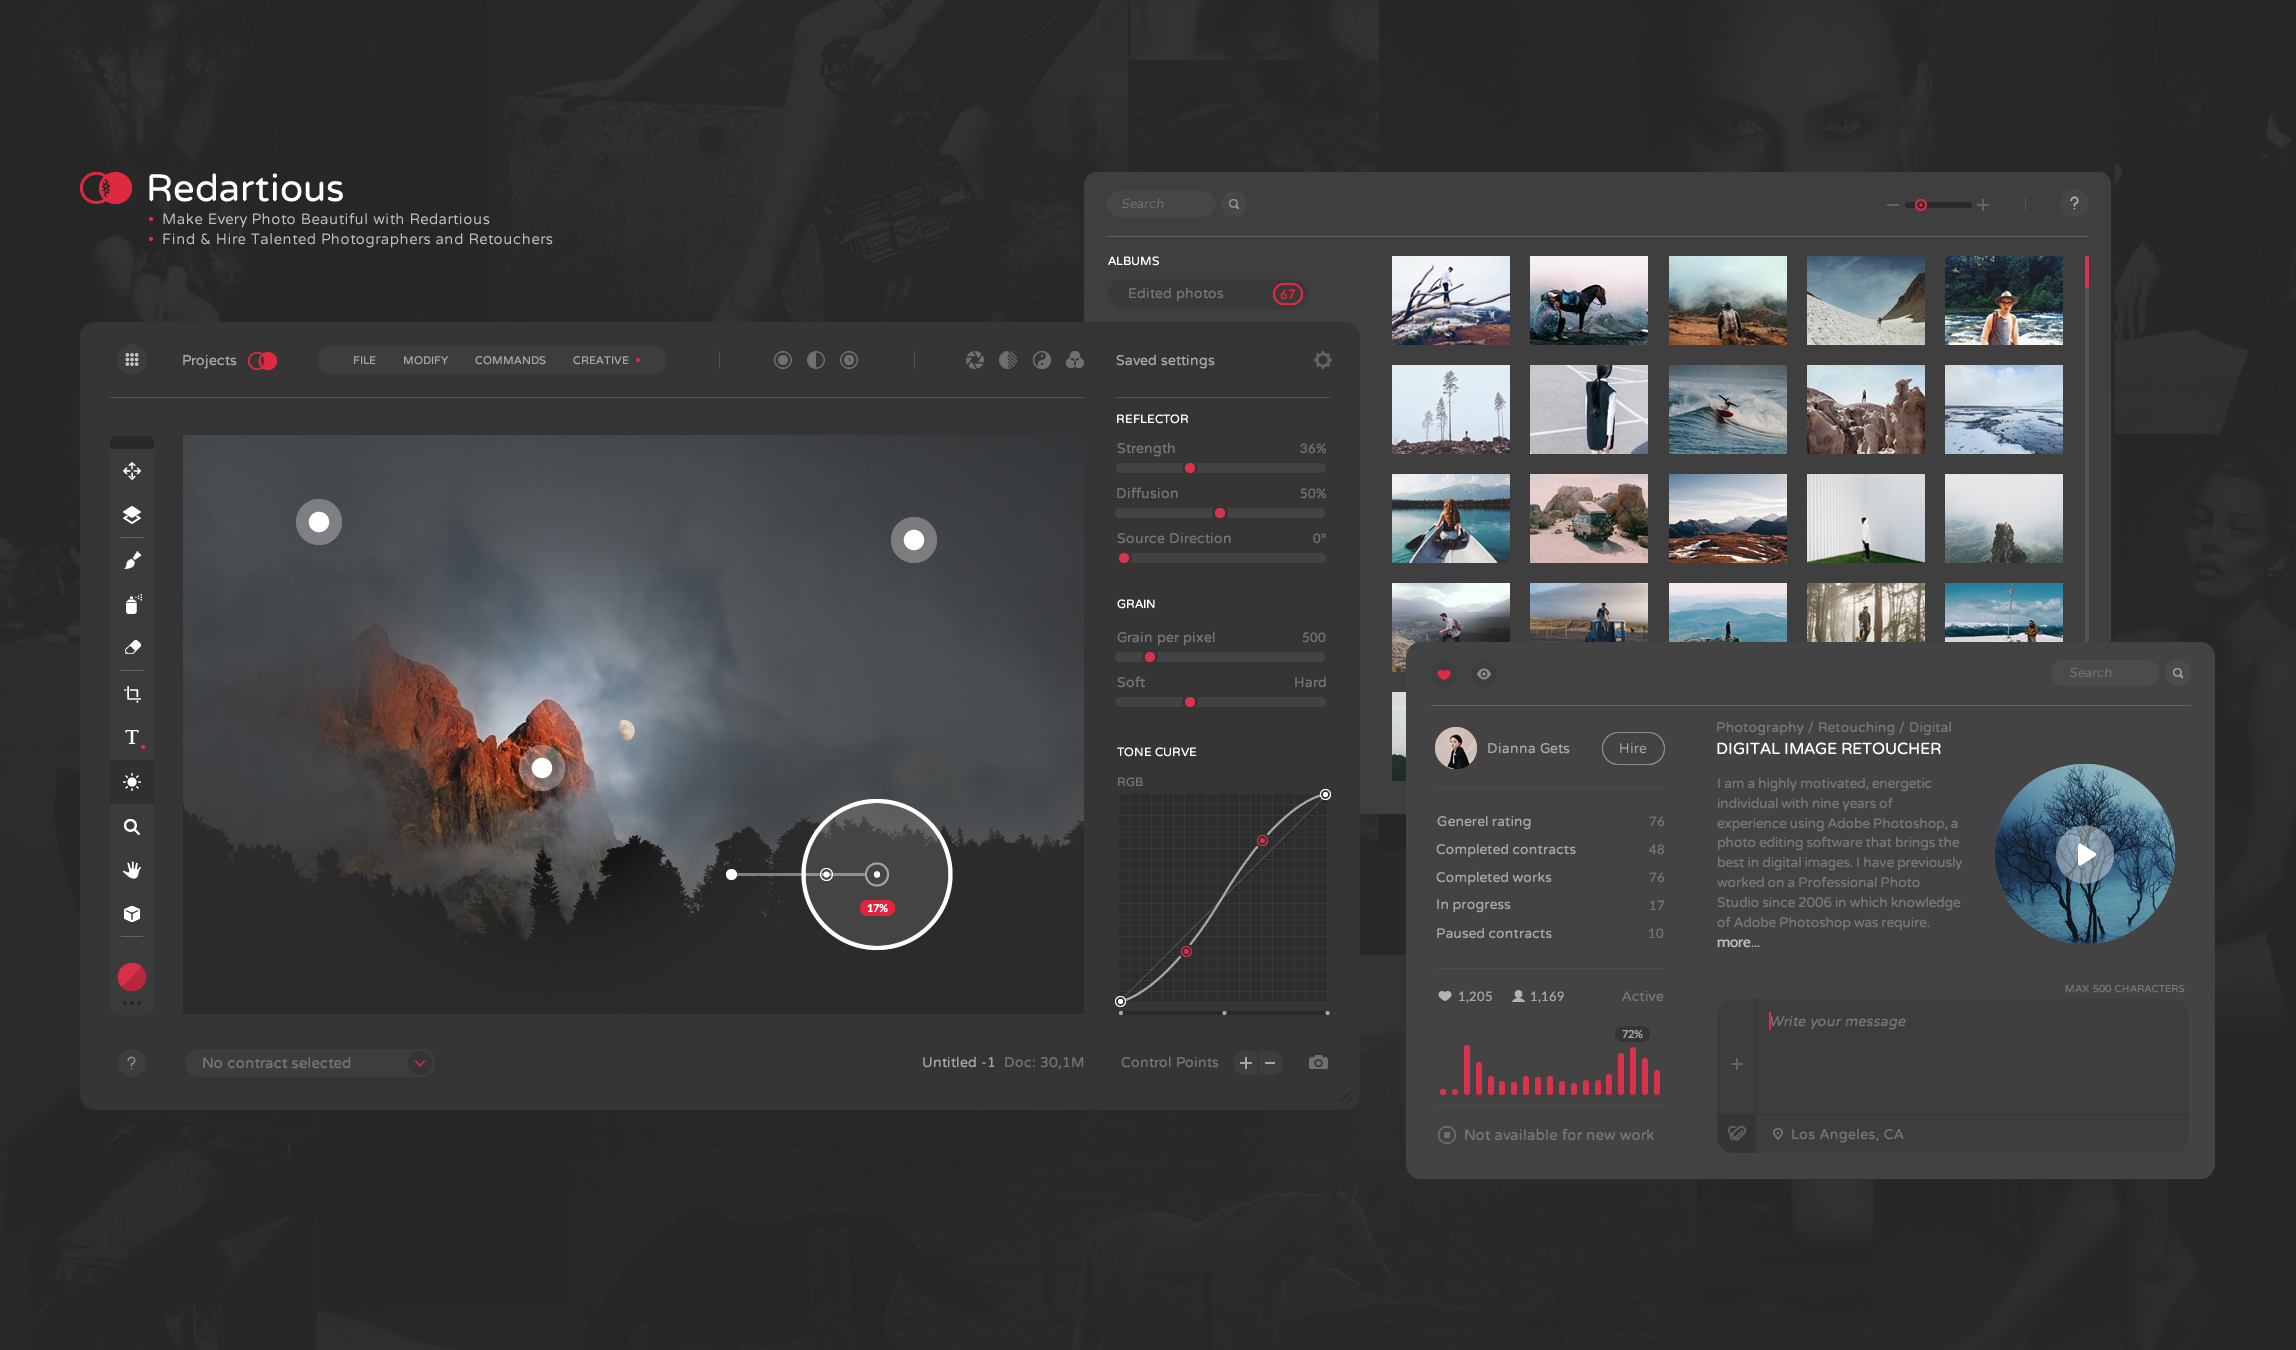 Redartious
Make Every Photo Beautiful with Redartious
Find & Hire Talented Photographers and Retouchers
Search
?
ALBUMS
Edited photos 67
Projects
FILE MODIFY COMMANDS CREATIVE
Saved settings
REFLECTOR
Strength 36%
Diffusion 50%
Source Direction 0°
GRAIN
Grain per pixel 500
Soft Hard
TONE CURVE
RGB
T
17%
? No contract selected
Untitled -1 Doc: 30,1M
Control Points + −
Search
Dianna Gets Hire
Generel rating 76
Completed contracts 48
Completed works 76
In progress 17
Paused contracts 10
1,205 1,169 Active
72%
Not available for new work
Photography / Retouching / Digital
DIGITAL IMAGE RETOUCHER
I am a highly motivated, energetic
individual with nine years of
experience using Adobe Photoshop, a
photo editing software that brings the
best in digital images. I have previously
worked on a Professional Photo
Studio since 2006 in which knowledge
of Adobe Photoshop was require.
more...
MAX 500 CHARACTERS
Write your message
Los Angeles, CA